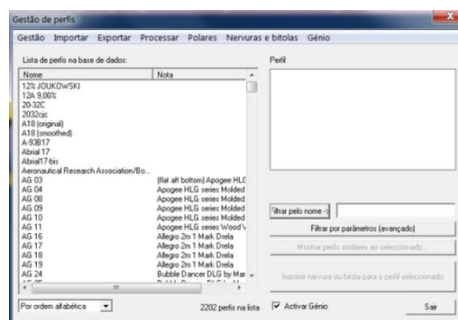 Gestão de perfis
Gestão Importar Exportar Processar Polares Nervuras e bitolas Génio
Lista de perfis na base de dados:
Perfil
Nome Nota
12% JOUKOWSKI
12A 9,00%
20-32C
2032cjc
A18 (original)
A18 (smoothed)
A-93B17
Abrial 17
Abrial17-bis
Aeronautical Research Association/Bo...
AG 03 (flat aft bottom) Apogee HLG
AG 04 Apogee HLG series Molded
AG 08 Apogee HLG series Molded
AG 09 Apogee HLG series Molded
AG 10 Apogee HLG series Molded
AG 11 Apogee HLG series Wood
AG 16 Allegro 2m 1 Mark Drela
AG 17 Allegro 2m 1 Mark Drela
AG 18 Allegro 2m 1 Mark Drela
AG 19 Allegro 2m 1 Mark Drela
AG 24 Bubble Dancer DLG by Mar
Filtrar pelo nome
Filtrar por parâmetros (avançado)
Mostrar perfis similares ao seleccionado...
Imprimir nervura ou bitola para o perfil seleccionado
Por ordem alfabética
2202 perfis na lista
Activar Génio
Sair